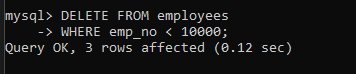 mysql> DELETE FROM employees
    -> WHERE emp_no < 10000;
Query OK, 3 rows affected (0.12 sec)